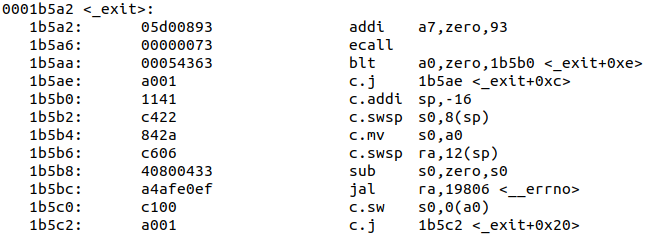 0001b5a2 <_exit>:
1b5a2: 05d00893 addi a7,zero,93
1b5a6: 00000073 ecall
1b5aa: 00054363 blt a0,zero,1b5b0 <_exit+0xe>
1b5ae: a001 c.j 1b5ae <_exit+0xc>
1b5b0: 1141 c.addi sp,-16
1b5b2: c422 c.swsp s0,8(sp)
1b5b4: 842a c.mv s0,a0
1b5b6: c606 c.swsp ra,12(sp)
1b5b8: 40800433 sub s0,zero,s0
1b5bc: a4afe0ef jal ra,19806 <__errno>
1b5c0: c100 c.sw s0,0(a0)
1b5c2: a001 c.j 1b5c2 <_exit+0x20>